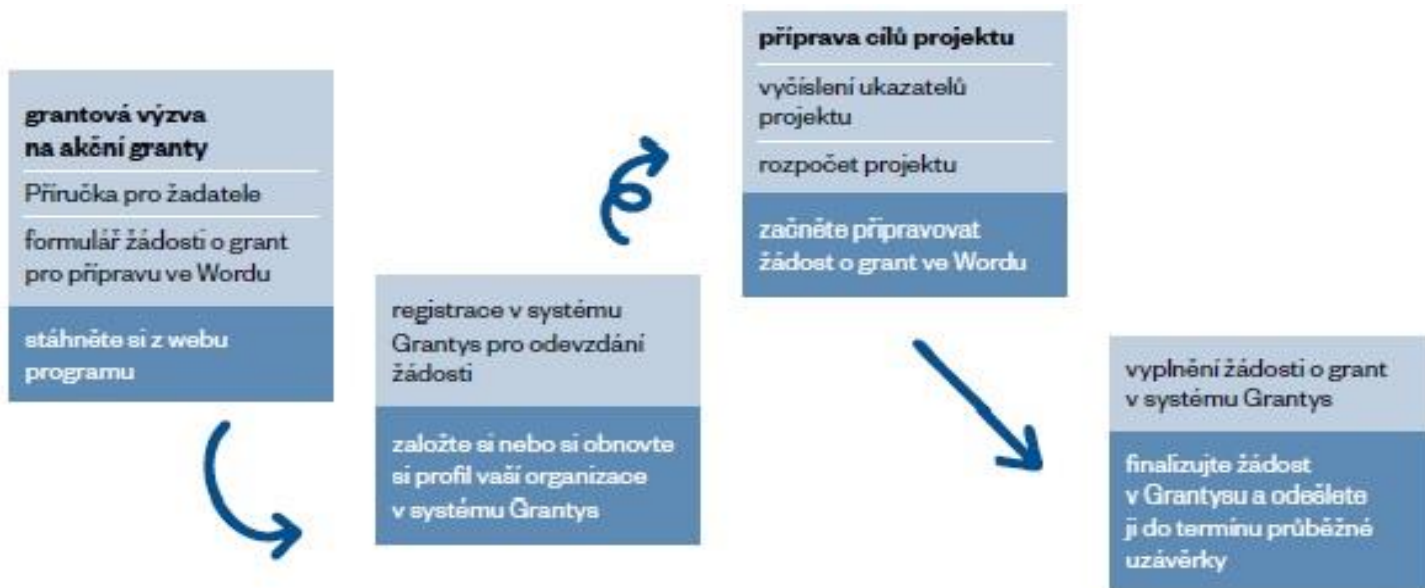 grantová výzva
na akční granty
Příručka pro žadatele
formulář žádosti o grant
pro přípravu ve Wordu
stáhněte si z webu
programu
registrace v systému
Grantys pro odevzdání
žádosti
založte si nebo si obnovte
si profil vaší organizace
v systému Grantys
příprava cílů projektu
vyčíslení ukazatelů
projektu
rozpočet projektu
začněte připravovat
žádost o grant ve Wordu
vyplnění žádosti o grant
v systému Grantys
finalizujte žádost
v Grantysu a odešlete
ji do termínu průběžné
uzávěrky